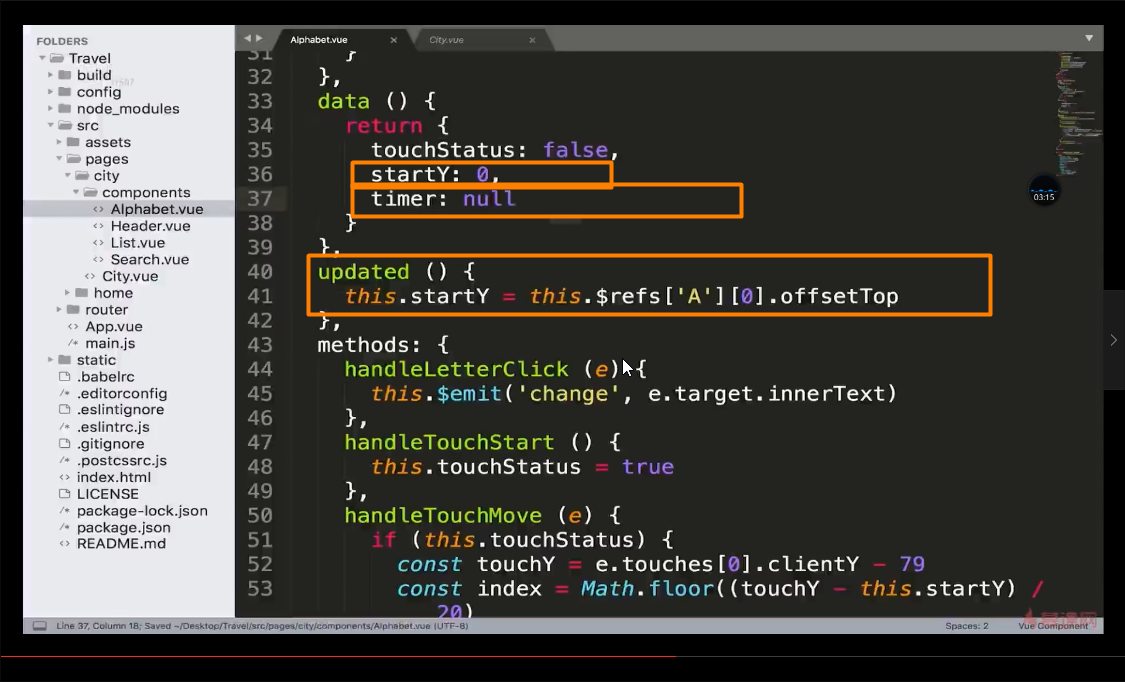 FOLDERS
Travel
build
config
node_modules
src
assets
pages
city
components
Alphabet.vue
Header.vue
List.vue
Search.vue
City.vue
home
router
App.vue
main.js
static
.babelrc
.editorconfig
.eslintignore
.eslintrc.js
.gitignore
.postcssrc.js
index.html
LICENSE
package-lock.json
package.json
README.md
Alphabet.vue × City.vue ×
31 }
32 },
33 data () {
34 return {
35 touchStatus: false,
36 startY: 0,
37 timer: null
38 }
39 },
40 updated () {
41 this.startY = this.$refs['A'][0].offsetTop
42 },
43 methods: {
44 handleLetterClick (e) {
45 this.$emit('change', e.target.innerText)
46 },
47 handleTouchStart () {
48 this.touchStatus = true
49 },
50 handleTouchMove (e) {
51 if (this.touchStatus) {
52 const touchY = e.touches[0].clientY - 79
53 const index = Math.floor((touchY - this.startY) /
20)
03:15
Line 37, Column 18; Saved ~/Desktop/Travel/src/pages/city/components/Alphabet.vue (UTF-8) Spaces: 2 Vue Component
慕课网